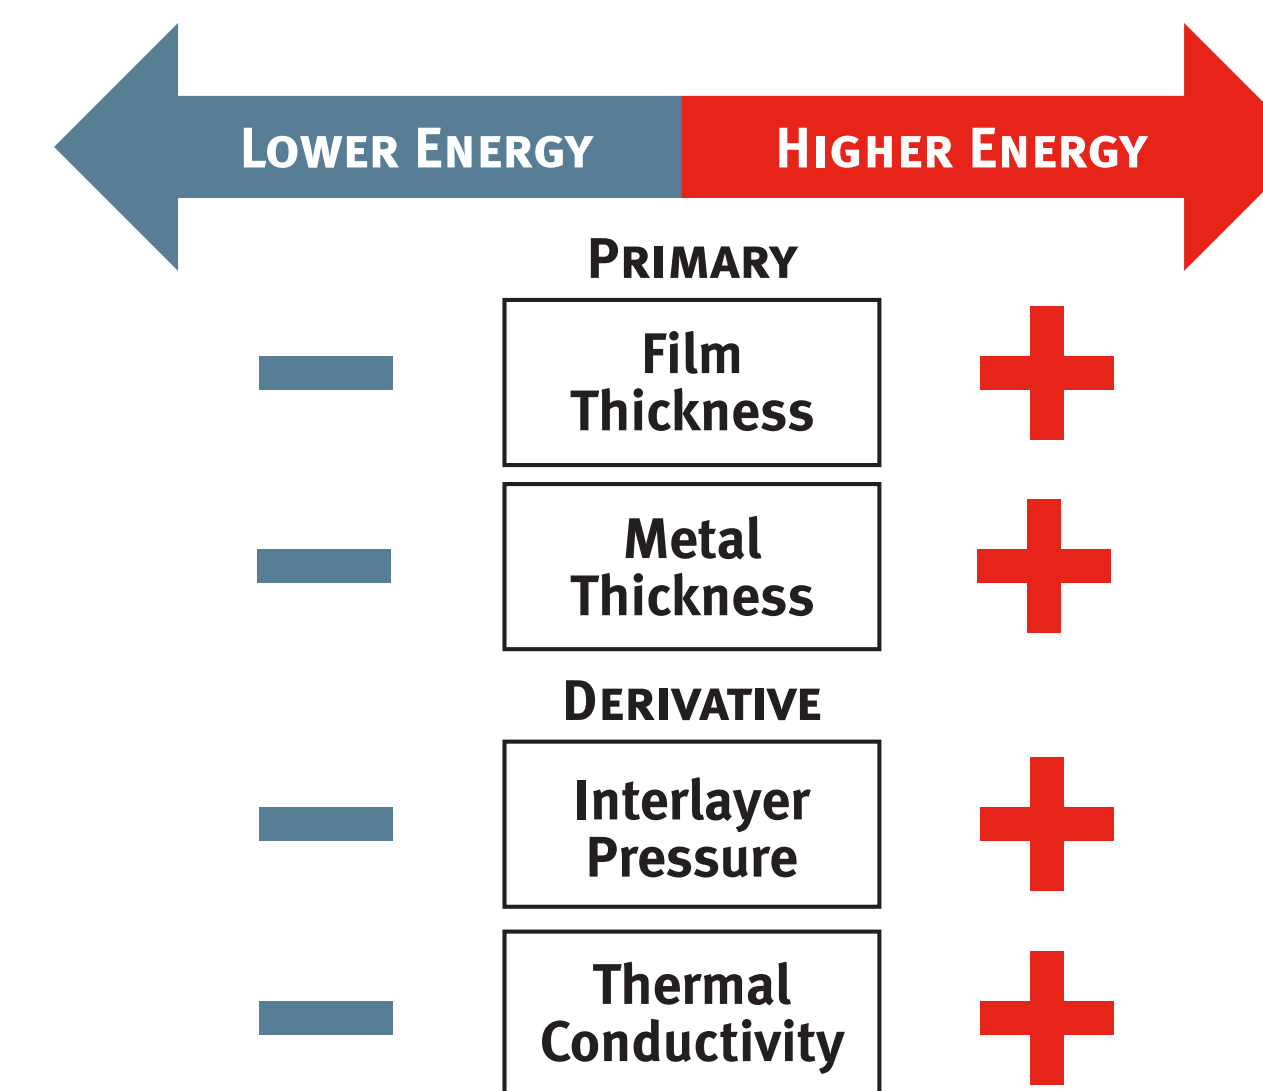 Lower Energy Higher Energy
Primary
Film
Thickness
Metal
Thickness
Derivative
Interlayer
Pressure
Thermal
Conductivity